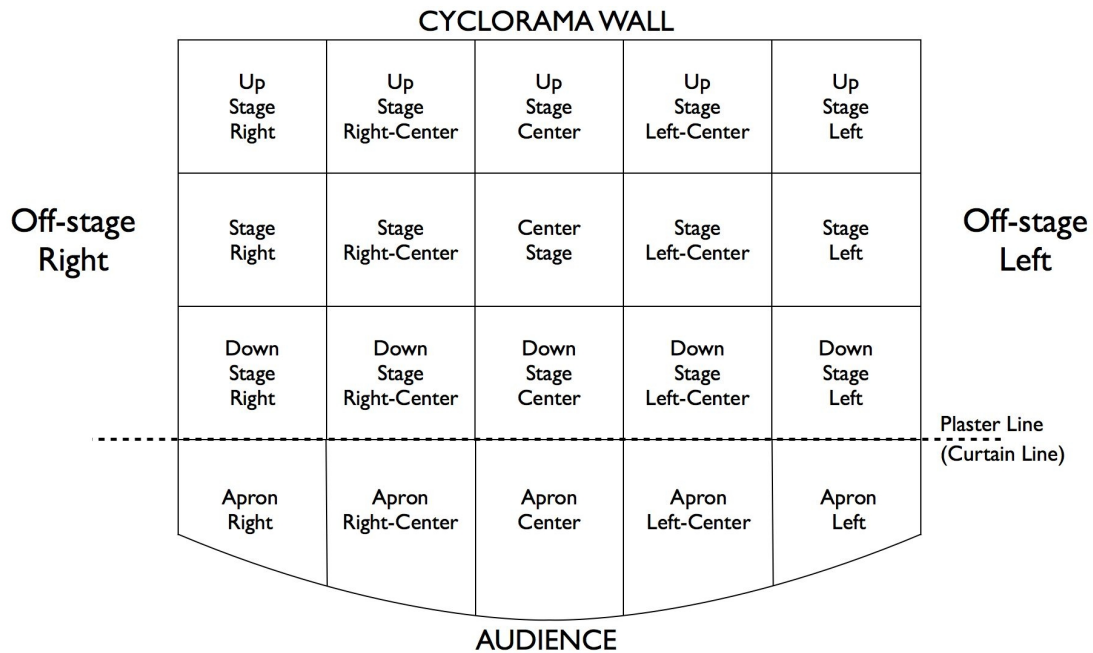 CYCLORAMA WALL
Up
Stage
Right
Up
Stage
Right-Center
Up
Stage
Center
Up
Stage
Left-Center
Up
Stage
Left
Off-stage
Right
Stage
Right
Stage
Right-Center
Center
Stage
Stage
Left-Center
Stage
Left
Off-stage
Left
Down
Stage
Right
Down
Stage
Right-Center
Down
Stage
Center
Down
Stage
Left-Center
Down
Stage
Left
Plaster Line
(Curtain Line)
Apron
Right
Apron
Right-Center
Apron
Center
Apron
Left-Center
Apron
Left
AUDIENCE